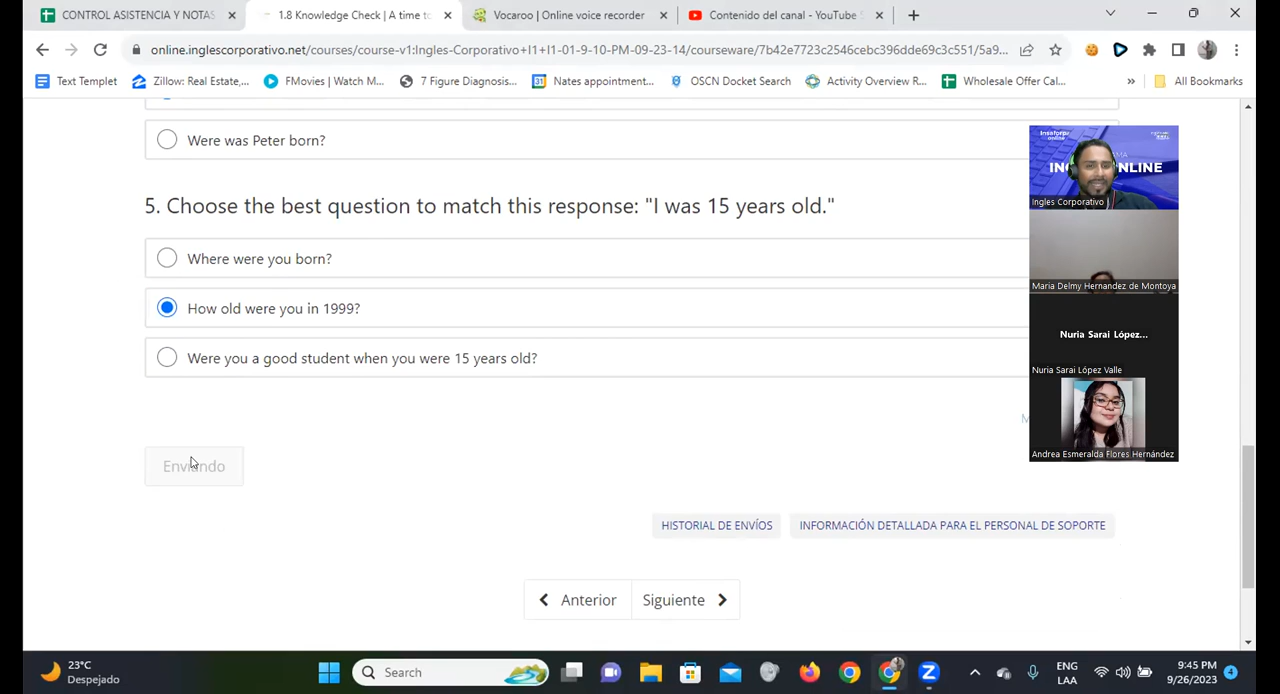 CONTROL ASISTENCIA Y NOTAS
1.8 Knowledge Check | A time to
Vocaroo | Online voice recorder
Contenido del canal - YouTube S
online.inglescorporativo.net/courses/course-v1:Ingles-Corporativo+I1+I1-01-9-10-PM-09-23-14/courseware/7b42e7723c2546cebc396dde69c3c551/5a9...
Text Templet
Zillow: Real Estate,...
FMovies | Watch M...
7 Figure Diagnosis...
31
Nates appointment...
OSCN Docket Search
Activity Overview R...
Wholesale Offer Cal...
»
All Bookmarks
Were was Peter born?
5. Choose the best question to match this response: "I was 15 years old."
Where were you born?
How old were you in 1999?
Were you a good student when you were 15 years old?
Enviando
HISTORIAL DE ENVÍOS
INFORMACIÓN DETALLADA PARA EL PERSONAL DE SOPORTE
Anterior
Siguiente
online
Ingles Corporativo
Maria Delmy Hernandez de Montoya
Nuria Sarai López...
Nuria Sarai López Valle
Andrea Esmeralda Flores Hernández
23°C
Despejado
Search
ENG
LAA
9:45 PM
9/26/2023
4